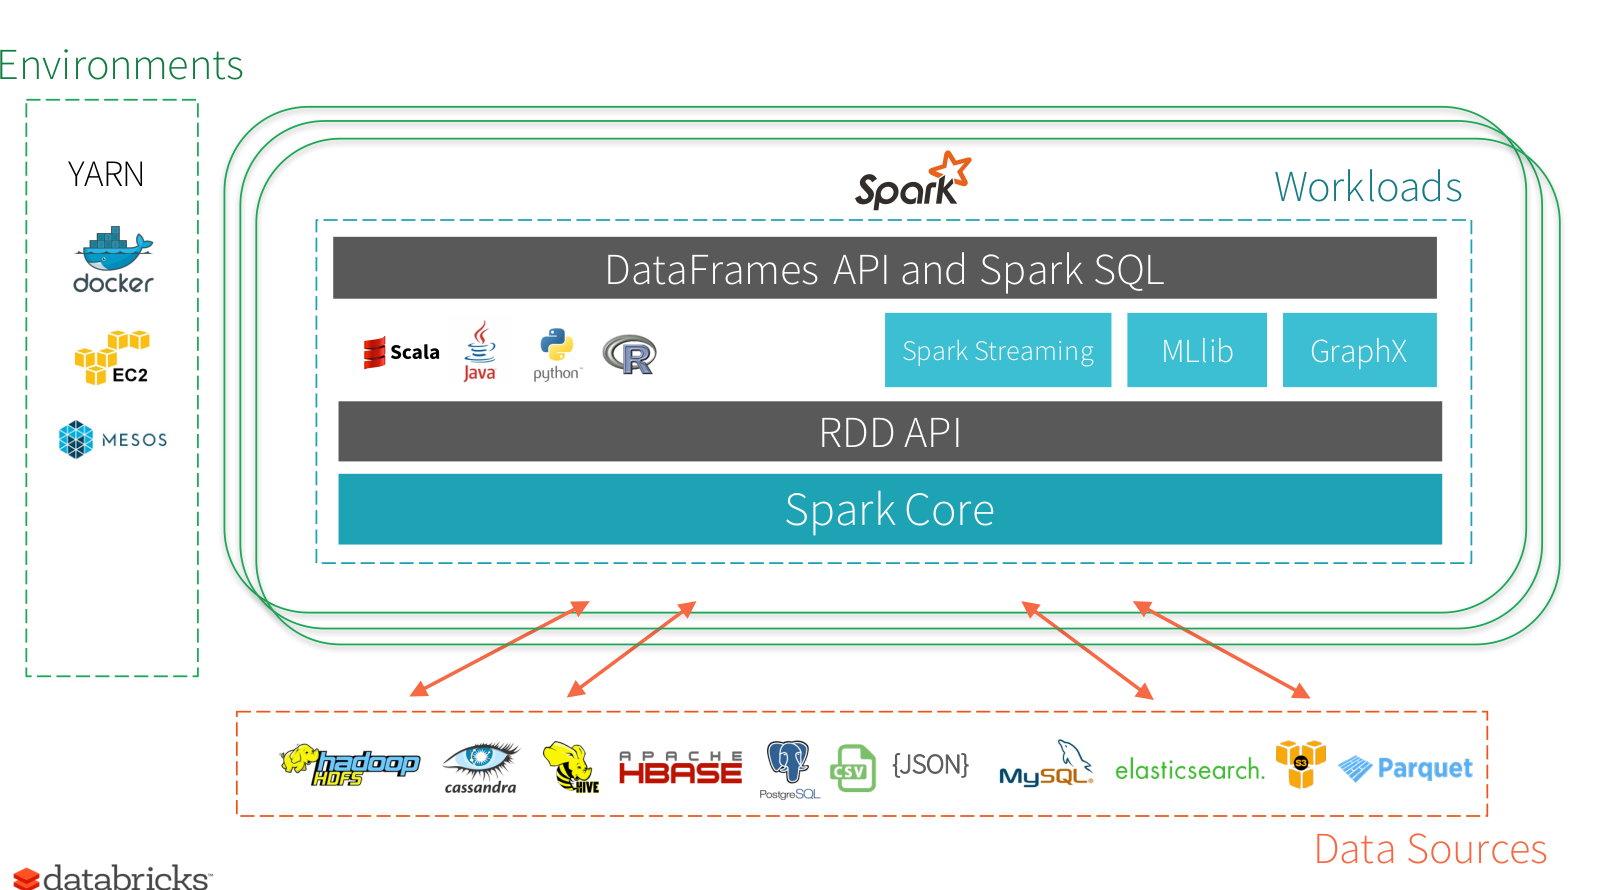 Environments
YARN
docker
EC2
MESOS
Spark
Workloads
DataFrames API and Spark SQL
Scala
Java
python
R
Spark Streaming
MLlib
GraphX
RDD API
Spark Core
hadoop
HDFS
cassandra
HIVE
APACHE
HBASE
PostgreSQL
CSV
{JSON}
MySQL®
elasticsearch.
S3
Parquet
Data Sources
databricks™